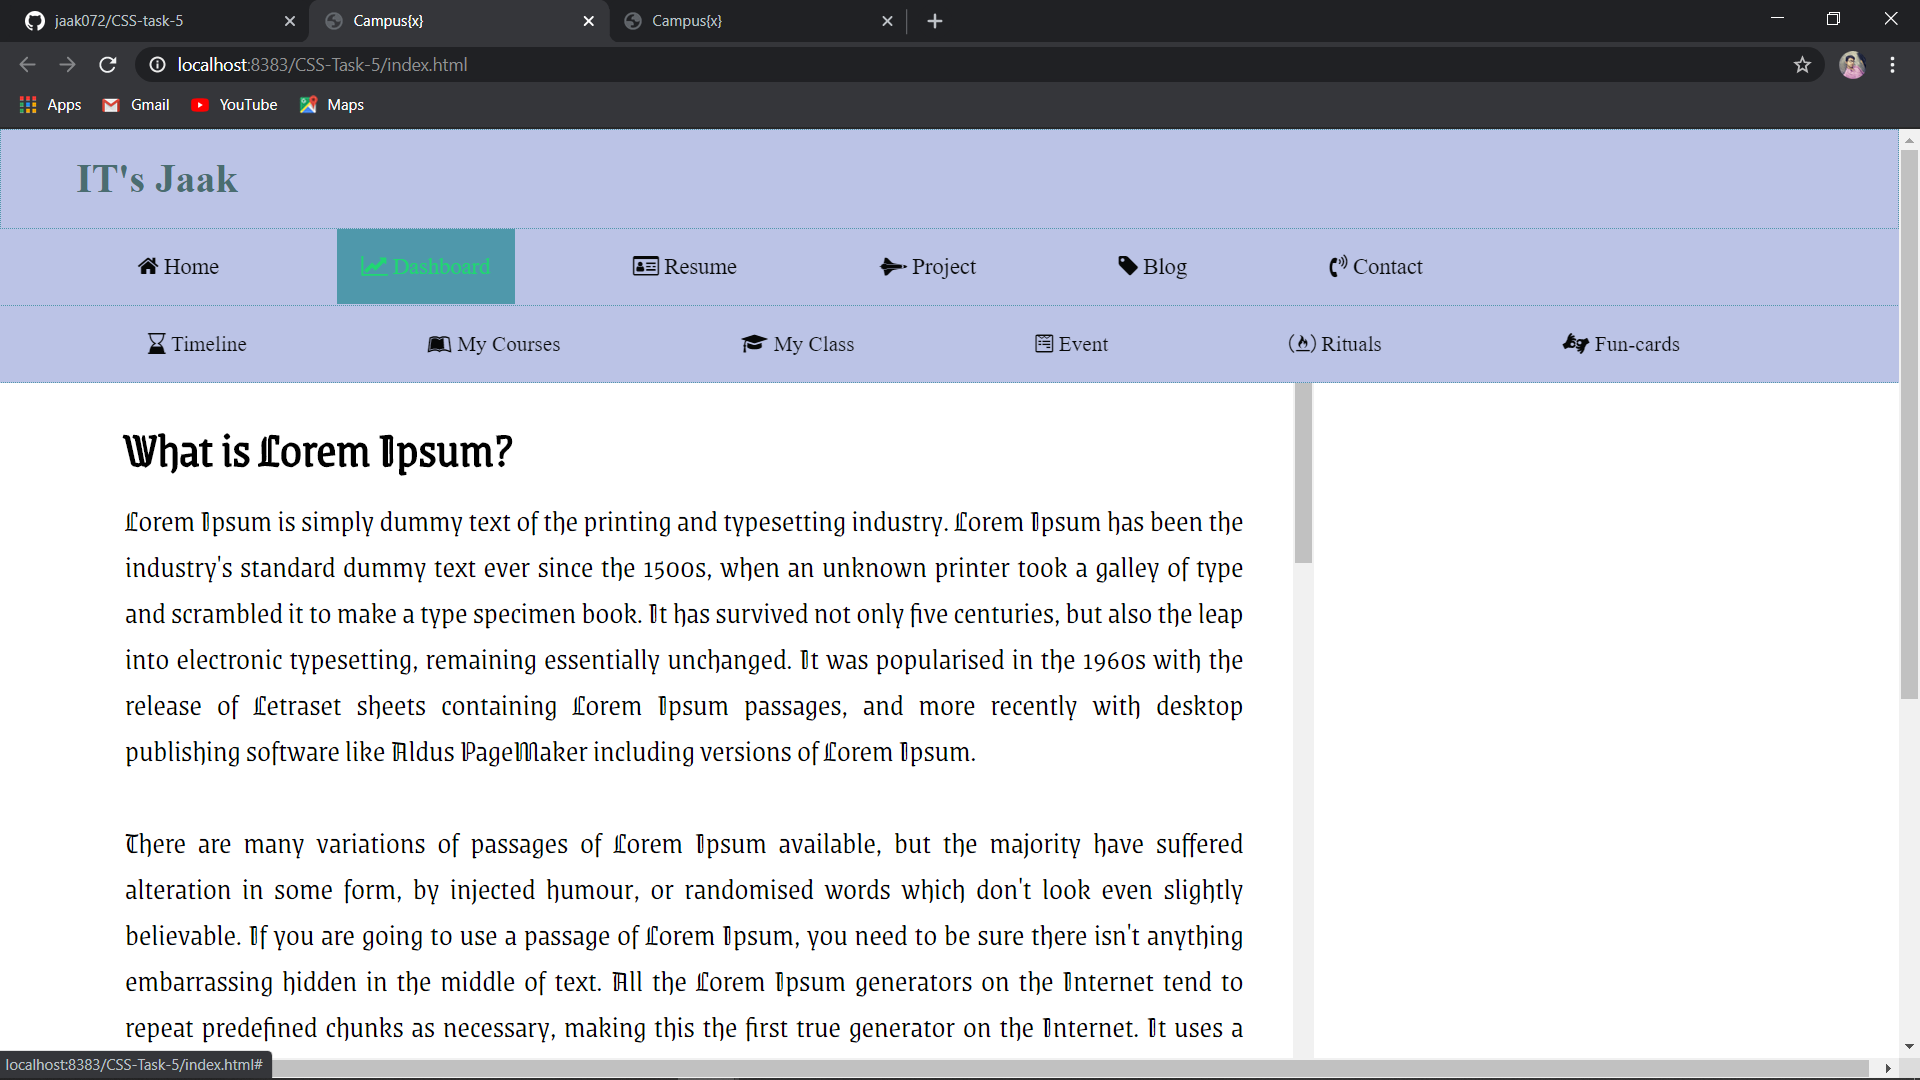 jaak072/CSS-task-5
Campus{x}
Campus{x}
localhost:8383/CSS-Task-5/index.html
Apps
Gmail
YouTube
Maps
IT's Jaak
Home
Dashboard
Resume
Project
Blog
Contact
Timeline
My Courses
My Class
Event
Rituals
Fun-cards
What is Lorem Ipsum?
Lorem Ipsum is simply dummy text of the printing and typesetting industry. Lorem Ipsum has been the
industry's standard dummy text ever since the 1500s, when an unknown printer took a galley of type
and scrambled it to make a type specimen book. It has survived not only five centuries, but also the leap
into electronic typesetting, remaining essentially unchanged. It was popularised in the 1960s with the
release of Letraset sheets containing Lorem Ipsum passages, and more recently with desktop
publishing software like Aldus PageMaker including versions of Lorem Ipsum.
There are many variations of passages of Lorem Ipsum available, but the majority have suffered
alteration in some form, by injected humour, or randomised words which don't look even slightly
believable. If you are going to use a passage of Lorem Ipsum, you need to be sure there isn't anything
embarrassing hidden in the middle of text. All the Lorem Ipsum generators on the Internet tend to
repeat predefined chunks as necessary, making this the first true generator on the Internet. It uses a
localhost:8383/CSS-Task-5/index.html#